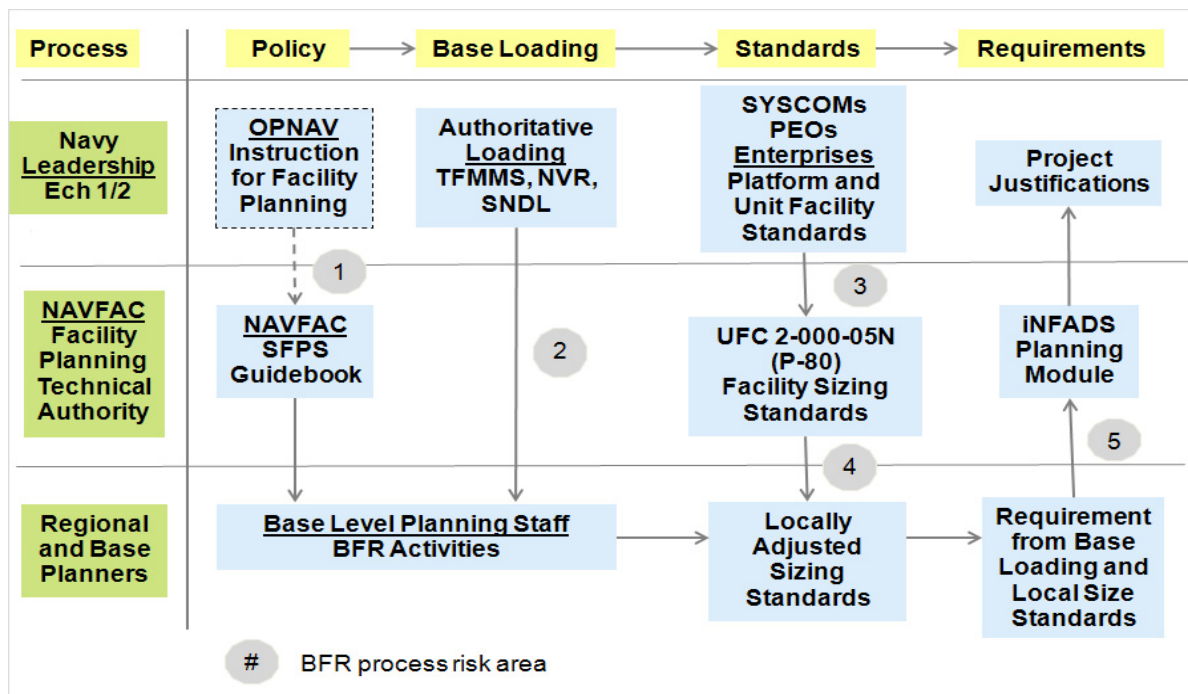 Process
Policy
Base Loading
Standards
Requirements
Navy
Leadership
Ech 1/2
OPNAV
Instruction
for Facility
Planning
Authoritative
Loading
TFMMS, NVR,
SNDL
SYSCOMs
PEOs
Enterprises
Platform and
Unit Facility
Standards
Project
Justifications
1
2
3
NAVFAC
Facility
Planning
Technical
Authority
NAVFAC
SFPS
Guidebook
UFC 2-000-05N
(P-80)
Facility Sizing
Standards
iNFADS
Planning
Module
4
5
Regional
and Base
Planners
Base Level Planning Staff
BFR Activities
Locally
Adjusted
Sizing
Standards
Requirement
from Base
Loading and
Local Size
Standards
# BFR process risk area